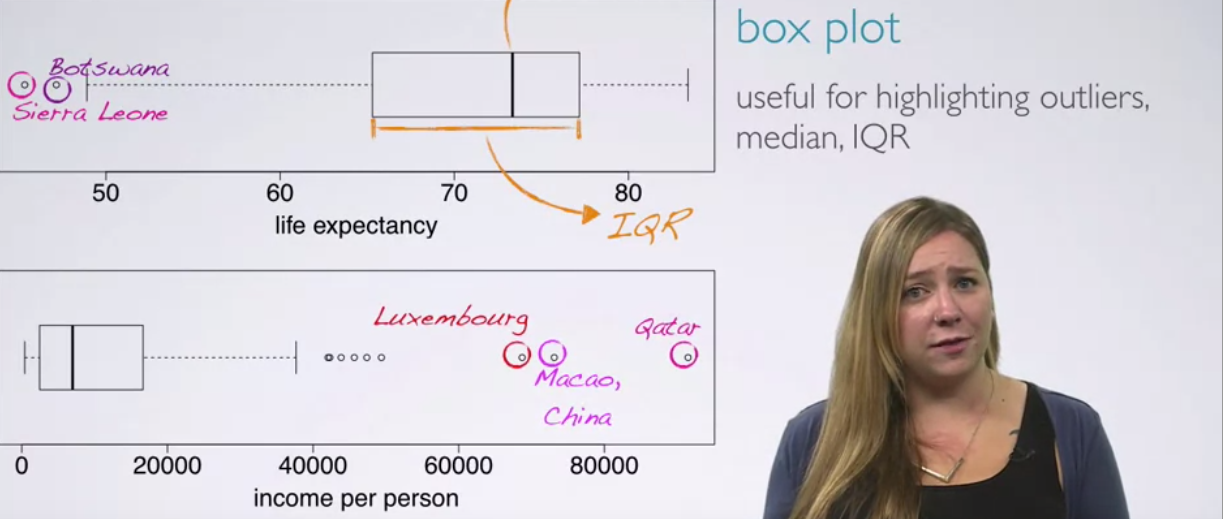 box plot
useful for highlighting outliers,
median, IQR
Botswana
Sierra Leone
50 60 70 80
life expectancy
IQR
Luxembourg
Qatar
Macao,
China
0 20000 40000 60000 80000
income per person